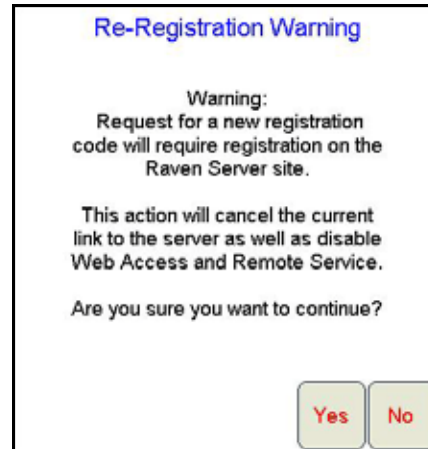 Re-Registration Warning
Warning:
Request for a new registration
code will require registration on the
Raven Server site.
This action will cancel the current
link to the server as well as disable
Web Access and Remote Service.
Are you sure you want to continue?
Yes No